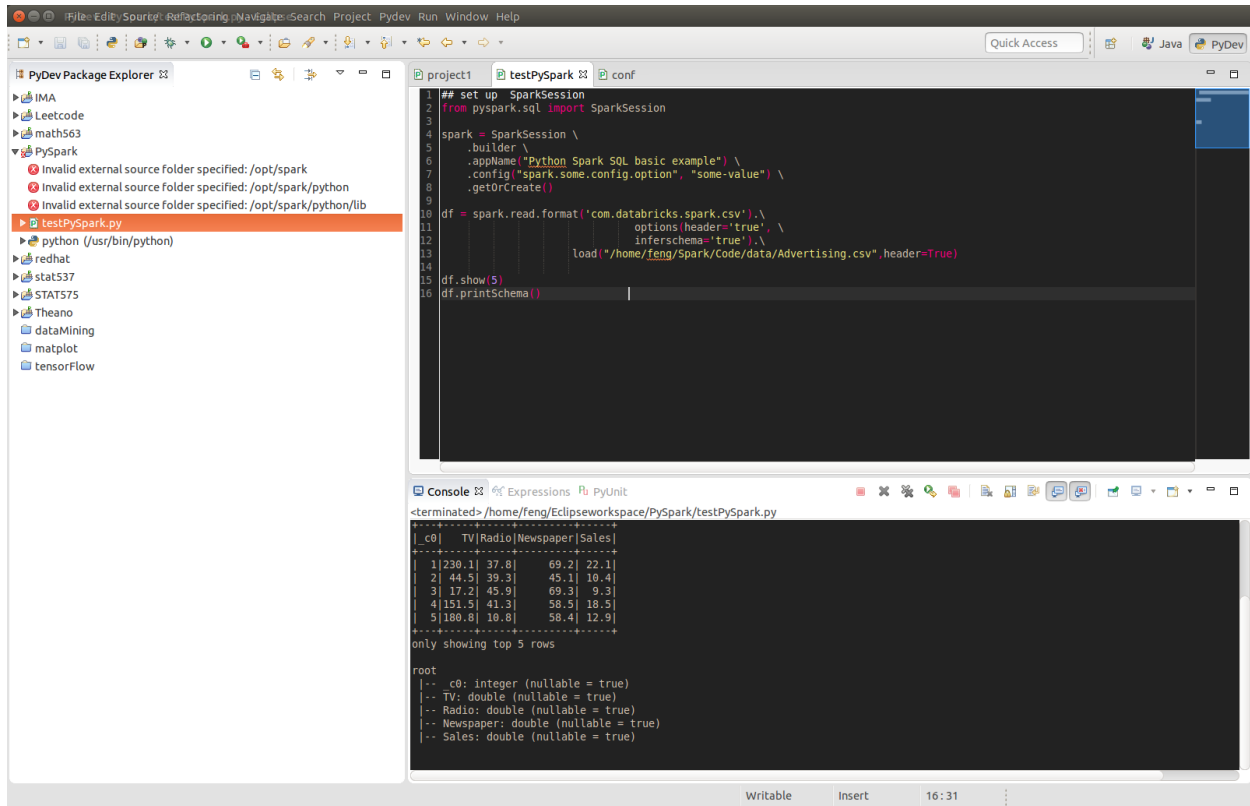 File Edit Source Refactoring Navigate Search Project Pydev Run Window Help
Quick Access
Java
PyDev
PyDev Package Explorer
IMA
Leetcode
math563
PySpark
Invalid external source folder specified: /opt/spark
Invalid external source folder specified: /opt/spark/python
Invalid external source folder specified: /opt/spark/python/lib
testPySpark.py
python (/usr/bin/python)
redhat
stat537
STAT575
Theano
dataMining
matplot
tensorFlow
project1 testPySpark conf
1 ## set up  SparkSession
2 from pyspark.sql import SparkSession
3
4 spark = SparkSession \
5     .builder \
6     .appName("Python Spark SQL basic example") \
7     .config("spark.some.config.option", "some-value") \
8     .getOrCreate()
9
10 df = spark.read.format('com.databricks.spark.csv').\
11                                options(header='true', \
12                                inferschema='true').\
13                      load("/home/feng/Spark/Code/data/Advertising.csv",header=True)
14
15 df.show(5)
16 df.printSchema()
Console Expressions PyUnit
<terminated> /home/feng/Eclipseworkspace/PySpark/testPySpark.py
+---+-----+-----+---------+-----+
|_c0|   TV|Radio|Newspaper|Sales|
+---+-----+-----+---------+-----+
|  1|230.1| 37.8|     69.2| 22.1|
|  2| 44.5| 39.3|     45.1| 10.4|
|  3| 17.2| 45.9|     69.3|  9.3|
|  4|151.5| 41.3|     58.5| 18.5|
|  5|180.8| 10.8|     58.4| 12.9|
+---+-----+-----+---------+-----+
only showing top 5 rows
root
 |-- _c0: integer (nullable = true)
 |-- TV: double (nullable = true)
 |-- Radio: double (nullable = true)
 |-- Newspaper: double (nullable = true)
 |-- Sales: double (nullable = true)
Writable Insert 16:31